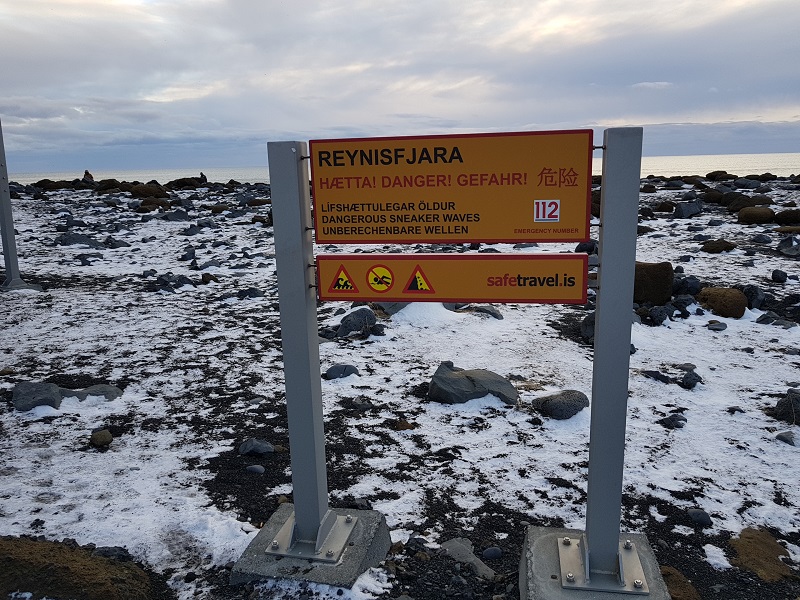 REYNISFJARA
HÆTTA! DANGER! GEFAHR! 危险
LÍFSHÆTTULEGAR ÖLDUR
DANGEROUS SNEAKER WAVES
UNBERECHENBARE WELLEN
112
EMERGENCY NUMBER
safetravel.is